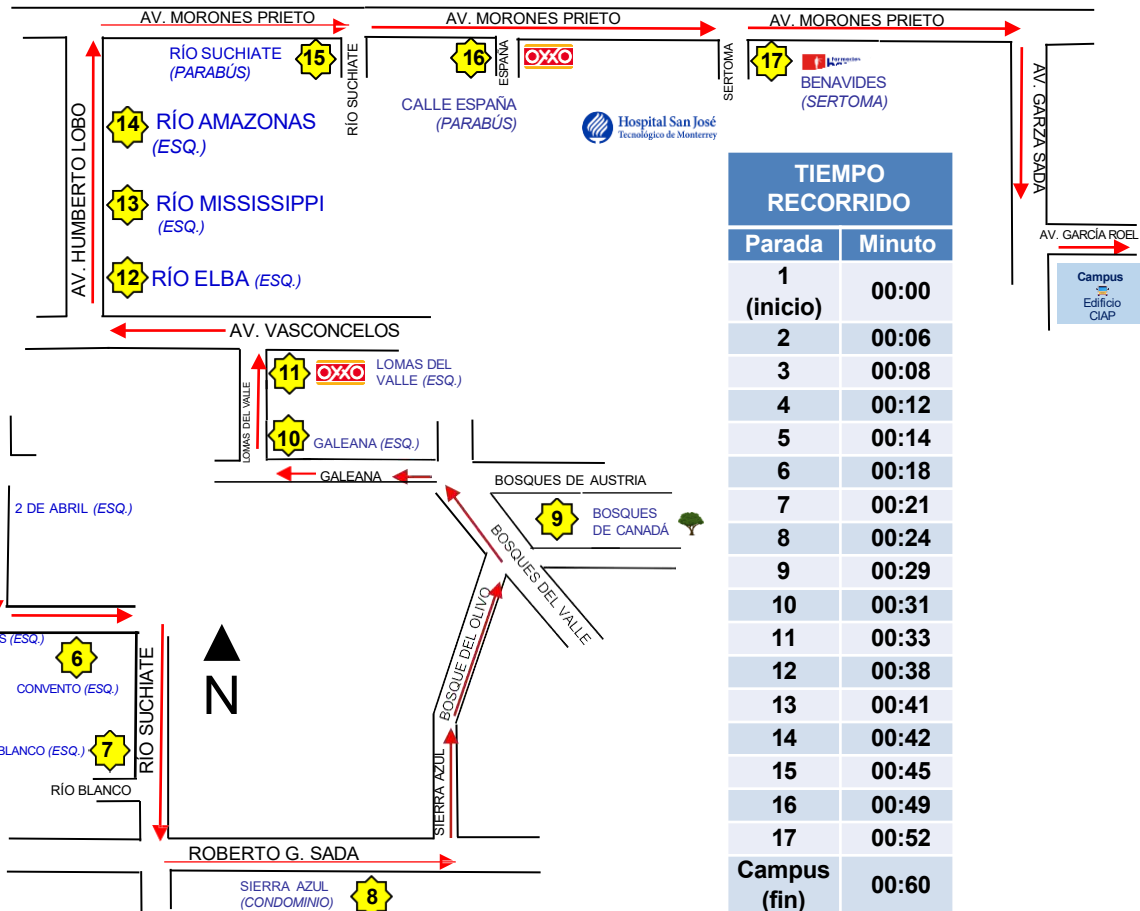 AV. MORONES PRIETO
AV. MORONES PRIETO
AV. MORONES PRIETO
RÍO SUCHIATE
(PARABÚS)
15
RÍO SUCHIATE
16
ESPAÑA
OXXO
CALLE ESPAÑA
(PARABÚS)
SERTOMA
17
BENAVIDES
(SERTOMA)
AV. GARZA SADA
Hospital San José
Tecnológico de Monterrey
AV. HUMBERTO LOBO
14
RÍO AMAZONAS
(ESQ.)
13
RÍO MISSISSIPPI
(ESQ.)
12
RÍO ELBA (ESQ.)
AV. GARCÍA ROEL
Campus
Edificio
CIAP
AV. VASCONCELOS
11
OXXO
LOMAS DEL
VALLE (ESQ.)
LOMAS DEL VALLE
10
GALEANA (ESQ.)
GALEANA
BOSQUES DE AUSTRIA
9
BOSQUES
DE CANADÁ
BOSQUES DEL VALLE
BOSQUE DEL OLIVO
2 DE ABRIL (ESQ.)
S (ESQ.)
6
CONVENTO (ESQ.)
RÍO SUCHIATE
N
BLANCO (ESQ.)
7
RÍO BLANCO
SIERRA AZUL
ROBERTO G. SADA
SIERRA AZUL
(CONDOMINIO)
8
TIEMPO
RECORRIDO
Parada Minuto
1
(inicio) 00:00
2 00:06
3 00:08
4 00:12
5 00:14
6 00:18
7 00:21
8 00:24
9 00:29
10 00:31
11 00:33
12 00:38
13 00:41
14 00:42
15 00:45
16 00:49
17 00:52
Campus
(fin) 00:60